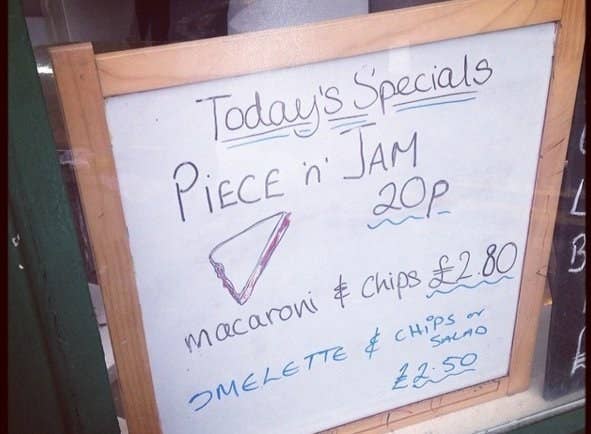 Today's Specials
PiECE 'n' JAM
20p
macaroni & chips £2.80
OMELETTE & CHiPS or
SALAD
£2.50
B